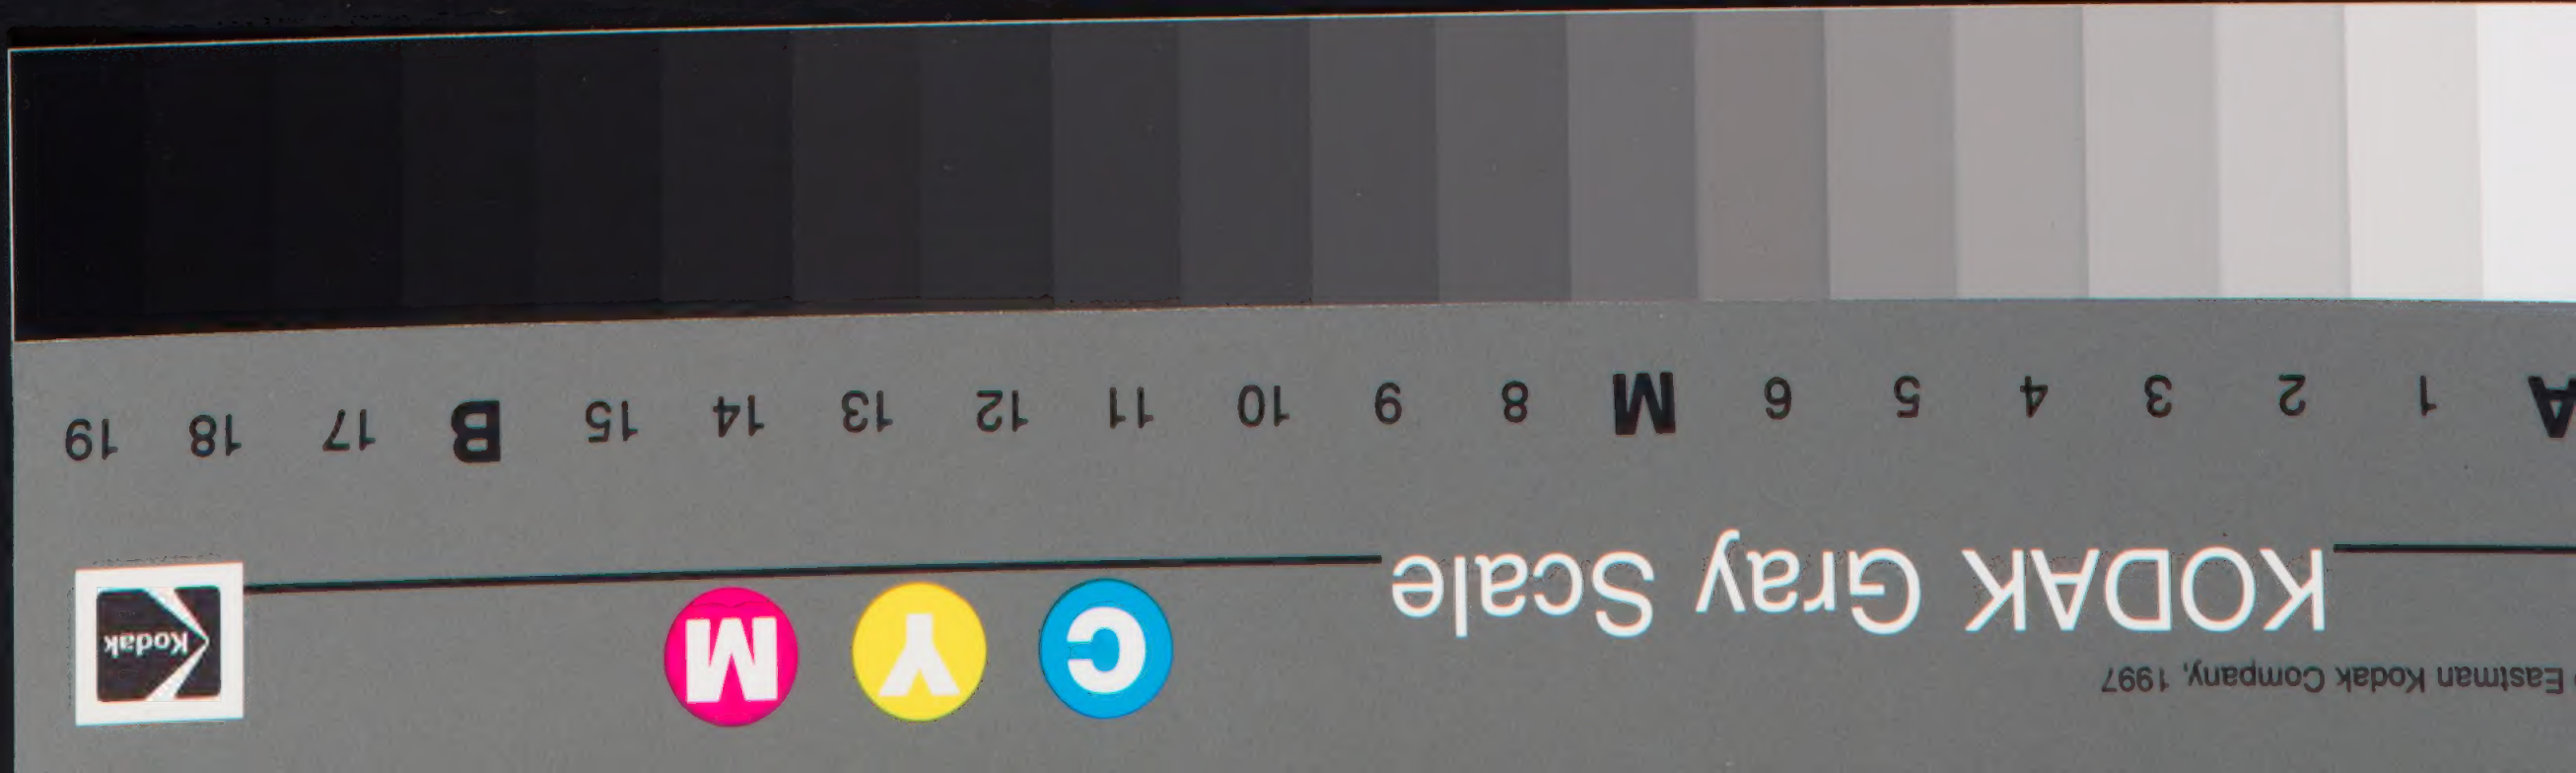 Eastman Kodak Company, 1997
KODAK Gray Scale
C Y M Kodak
A 1 2 3 4 5 6 M 8 9 10 11 12 13 14 15 B 17 18 19